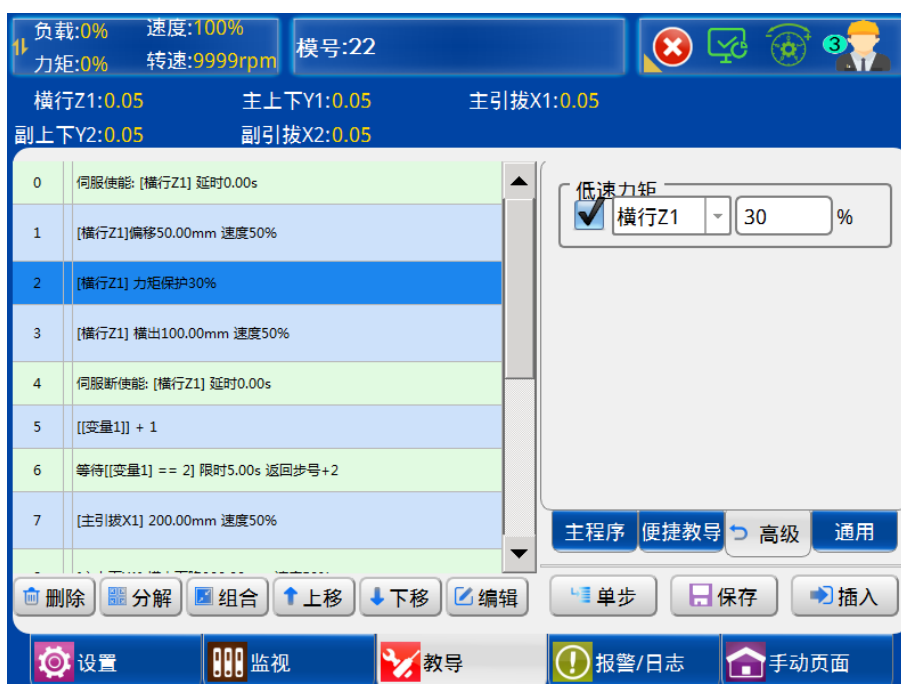 负载:0% 速度:100%
力矩:0% 转速:9999rpm
模号:22
3
横行Z1:0.05 主上下Y1:0.05 主引拔X1:0.05
副上下Y2:0.05 副引拔X2:0.05
0 伺服使能: [横行Z1] 延时0.00s
1 [横行Z1]偏移50.00mm 速度50%
2 [横行Z1] 力矩保护30%
3 [横行Z1] 横出100.00mm 速度50%
4 伺服断使能: [横行Z1] 延时0.00s
5 [[变量1]] + 1
6 等待[[变量1] == 2] 限时5.00s 返回步号+2
7 [主引拔X1] 200.00mm 速度50%
低速力矩
横行Z1 30 %
主程序 便捷教导 高级 通用
删除 分解 组合 上移 下移 编辑 单步 保存 插入
设置 监视 教导 报警/日志 手动页面